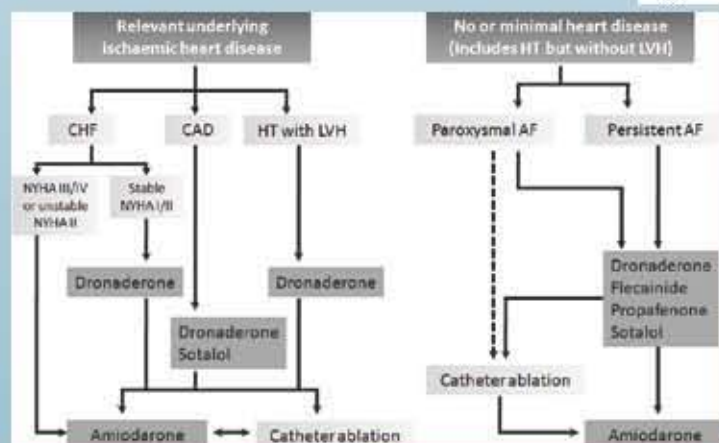 Relevant underlying
ischaemic heart disease
No or minimal heart disease
(Includes HT but without LVH)
CHF
CAD
HT with LVH
Paroxysmal AF
Persistent AF
NYHA III/IV
or unstable
NYHA II
Stable
NYHA I/II
Dronaderone
Dronaderone
Dronaderone
Sotalol
Dronaderone
Flecainide
Propafenone
Sotalol
Catheter ablation
Amiodarone
Catheter ablation
Amiodarone